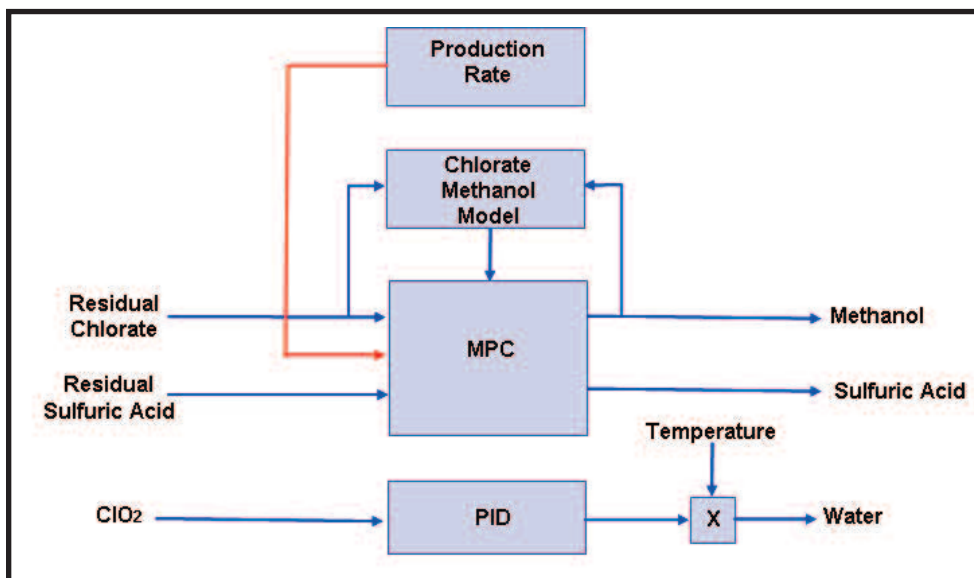 Production
Rate
Chlorate
Methanol
Model
Residual
Chlorate
MPC
Methanol
Residual
Sulfuric Acid
Sulfuric Acid
Temperature
ClO2
PID
X
Water